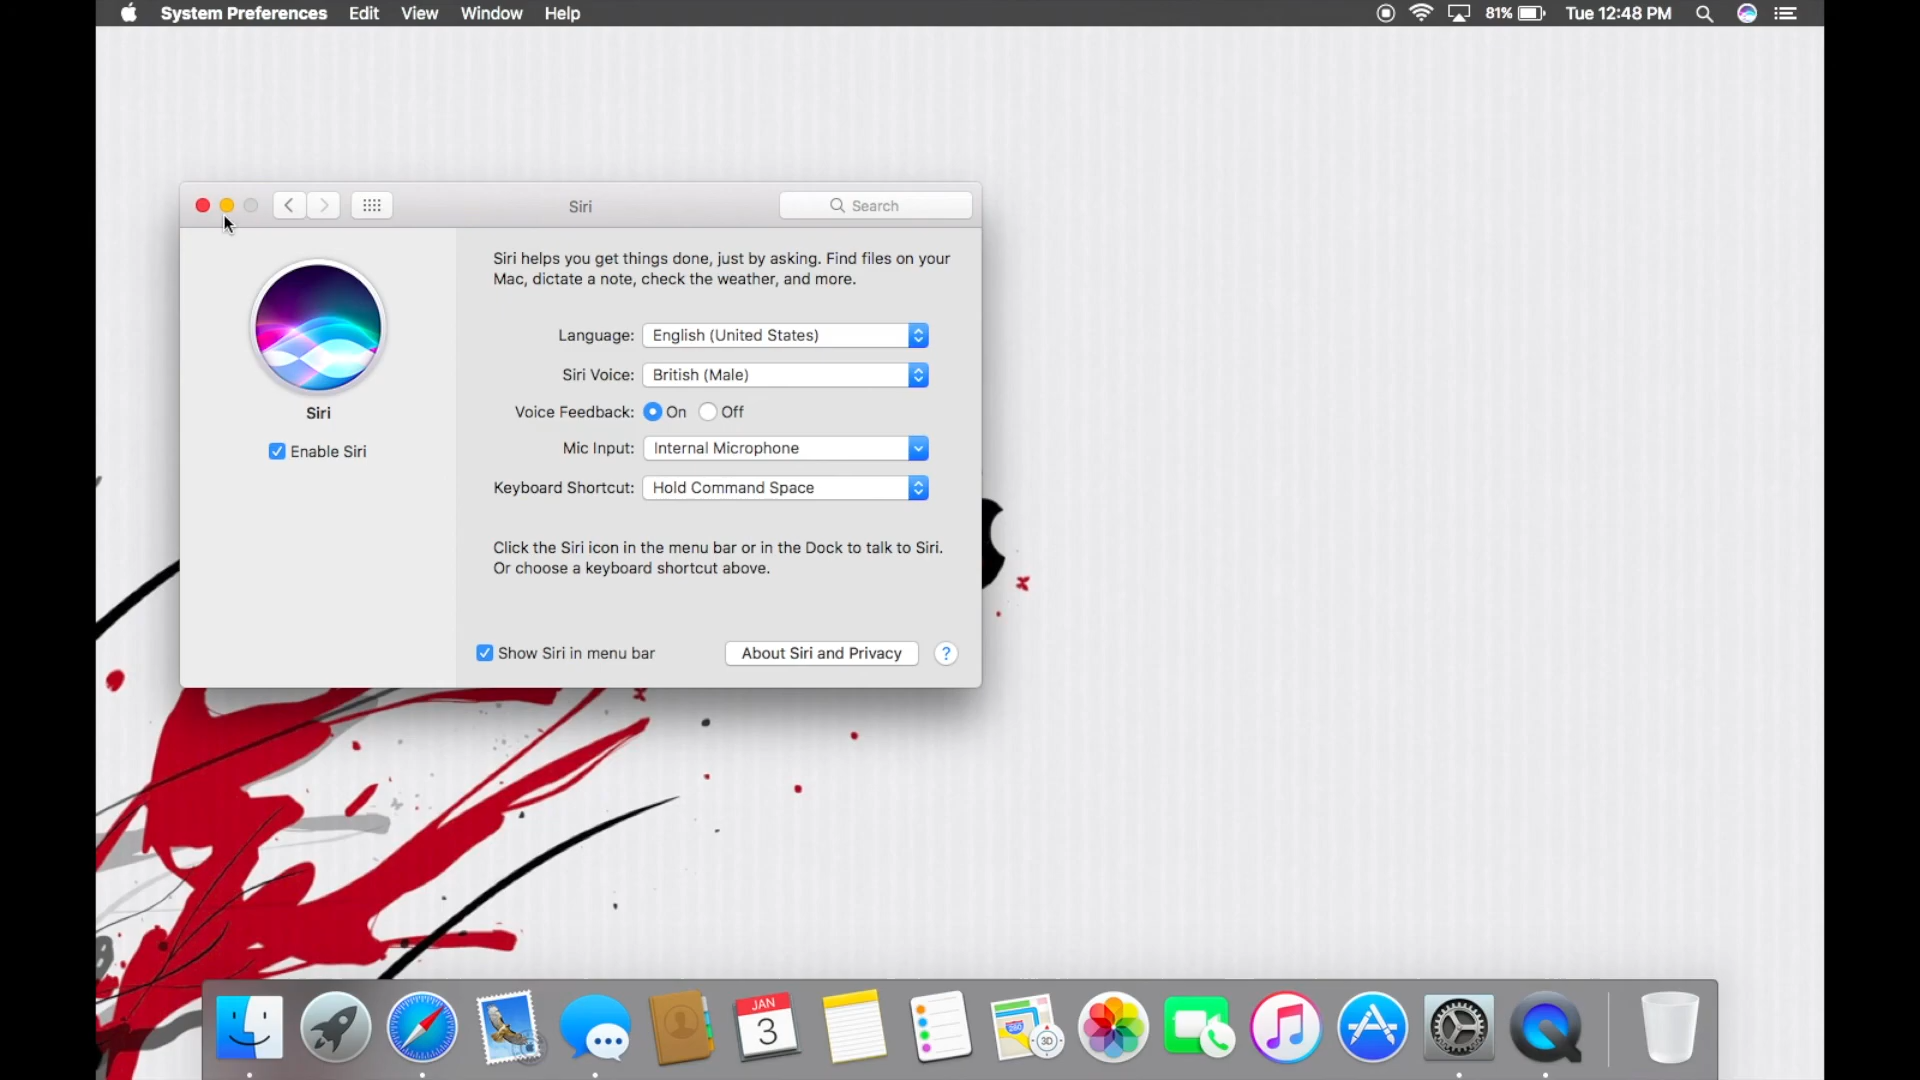 System Preferences Edit View Window Help 81% Tue 12:48 PM
Siri Search
Siri helps you get things done, just by asking. Find files on your
Mac, dictate a note, check the weather, and more.
Language: English (United States)
Siri Voice: British (Male)
Voice Feedback: On Off
Siri
Mic Input: Internal Microphone
Enable Siri
Keyboard Shortcut: Hold Command Space
Click the Siri icon in the menu bar or in the Dock to talk to Siri.
Or choose a keyboard shortcut above.
Show Siri in menu bar About Siri and Privacy ?
JAN
3
280
3D